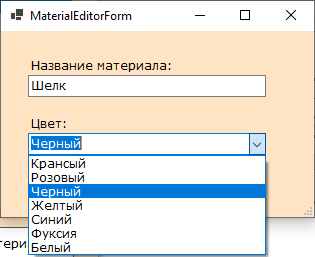 MaterialEditorForm
Название материала:
Шелк
Цвет:
Черный
Крансый
Розовый
Черный
Желтый
Синий
Фуксия
Белый